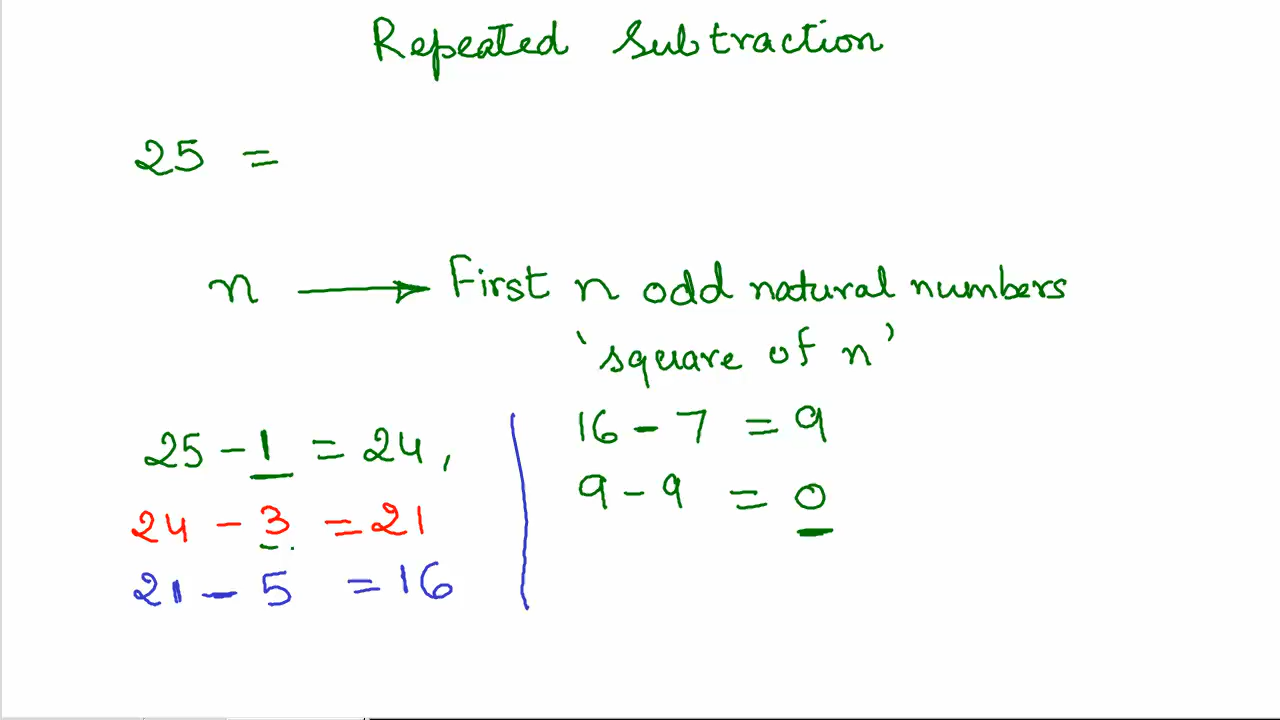 Repeated Subtraction
25 =
n → First n odd natural numbers
'square of n'
25 - 1 = 24,
24 - 3 = 21
21 - 5 = 16
16 - 7 = 9
9 - 9 = 0